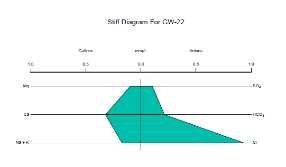 Stiff Diagram For GW-22
Cations meq/l Anions
1.0 0.5 0.0 0.5 1.0
Mg SO4
Ca HCO3
Na + K Cl